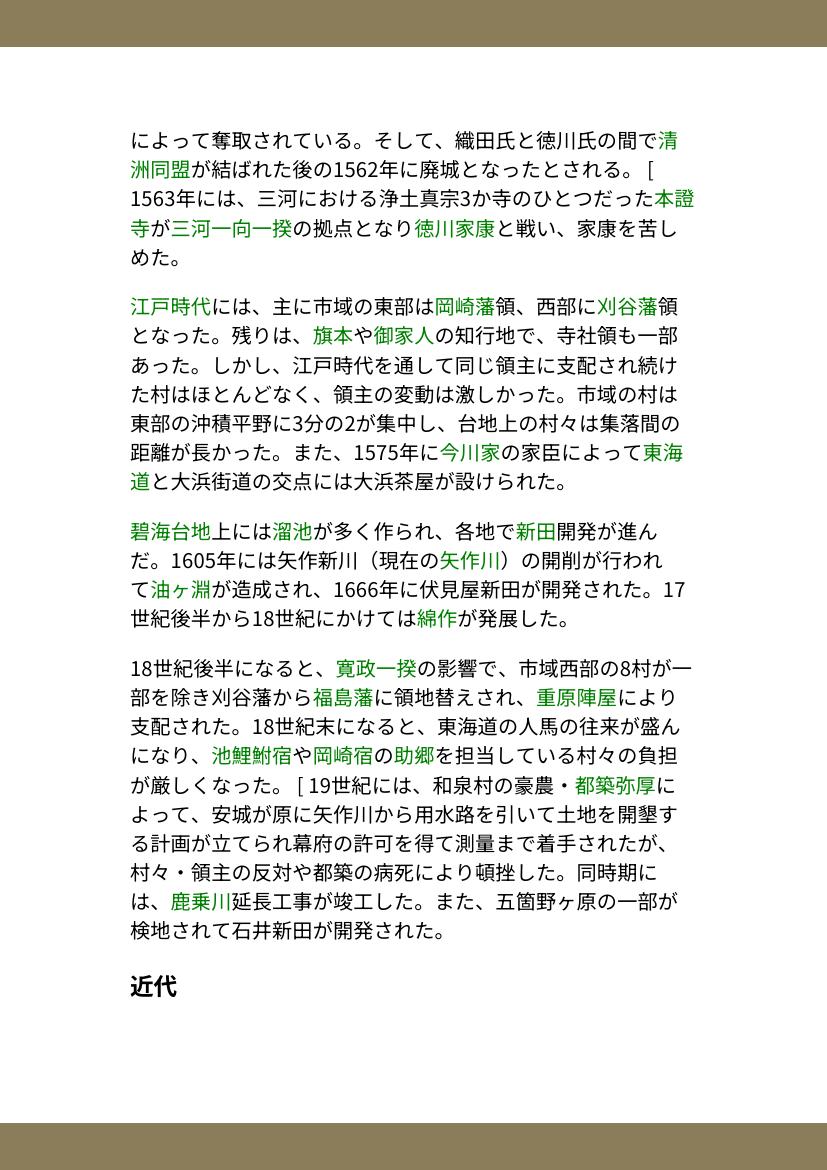 によって奪取されている。そして、織田氏と徳川氏の間で清
洲同盟が結ばれた後の1562年に廃城となったとされる。 [
1563年には、三河における浄土真宗3か寺のひとつだった本證
寺が三河一向一揆の拠点となり徳川家康と戦い、家康を苦し
めた。
江戸時代には、主に市域の東部は岡崎藩領、西部に刈谷藩領
となった。残りは、旗本や御家人の知行地で、寺社領も一部
あった。しかし、江戸時代を通して同じ領主に支配され続け
た村はほとんどなく、領主の変動は激しかった。市域の村は
東部の沖積平野に3分の2が集中し、台地上の村々は集落間の
距離が長かった。また、1575年に今川家の家臣によって東海
道と大浜街道の交点には大浜茶屋が設けられた。
碧海台地上には溜池が多く作られ、各地で新田開発が進ん
だ。1605年には矢作新川（現在の矢作川）の開削が行われ
て油ヶ淵が造成され、1666年に伏見屋新田が開発された。17
世紀後半から18世紀にかけては綿作が発展した。
18世紀後半になると、寛政一揆の影響で、市域西部の8村が一
部を除き刈谷藩から福島藩に領地替えされ、重原陣屋により
支配された。18世紀末になると、東海道の人馬の往来が盛ん
になり、池鯉鮒宿や岡崎宿の助郷を担当している村々の負担
が厳しくなった。 [ 19世紀には、和泉村の豪農・都築弥厚に
よって、安城が原に矢作川から用水路を引いて土地を開墾す
る計画が立てられ幕府の許可を得て測量まで着手されたが、
村々・領主の反対や都築の病死により頓挫した。同時期に
は、鹿乗川延長工事が竣工した。また、五箇野ヶ原の一部が
検地されて石井新田が開発された。
近代